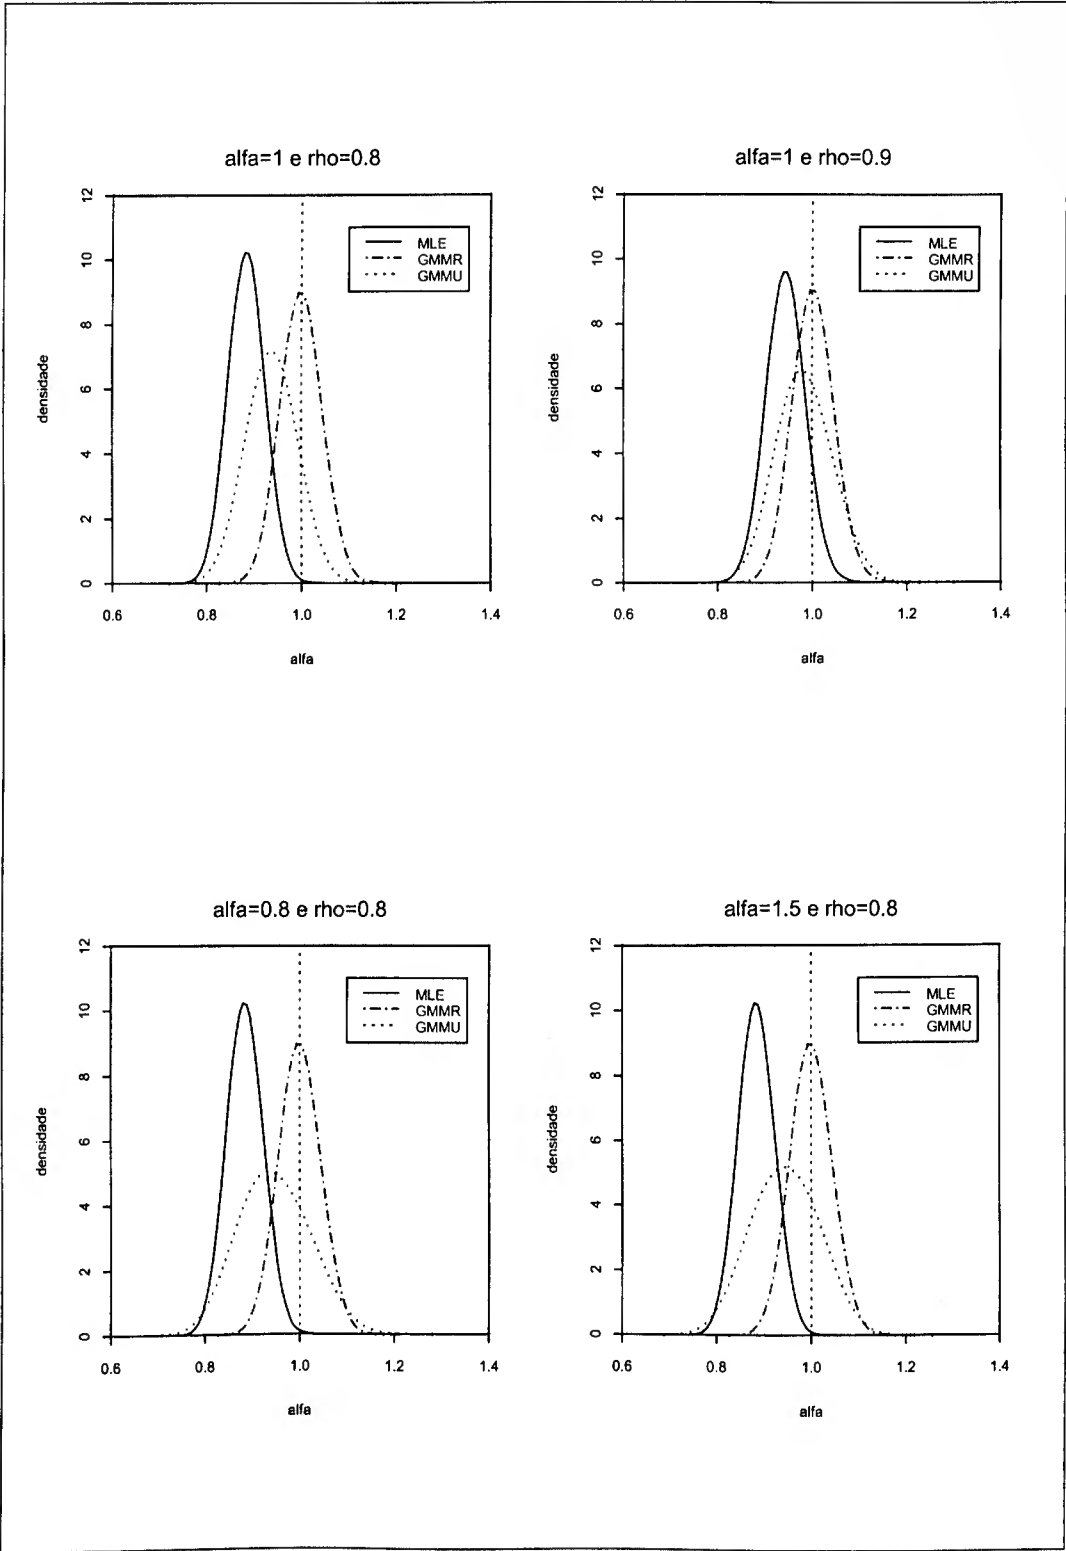 alfa=1 e rho=0.8
densidade
12
10
8
6
4
2
0
MLE
GMMR
GMMU
0.6 0.8 1.0 1.2 1.4
alfa
alfa=1 e rho=0.9
densidade
12
10
8
6
4
2
0
MLE
GMMR
GMMU
0.6 0.8 1.0 1.2 1.4
alfa
alfa=0.8 e rho=0.8
densidade
12
10
8
6
4
2
0
MLE
GMMR
GMMU
0.6 0.8 1.0 1.2 1.4
alfa
alfa=1.5 e rho=0.8
densidade
12
10
8
6
4
2
0
MLE
GMMR
GMMU
0.6 0.8 1.0 1.2 1.4
alfa